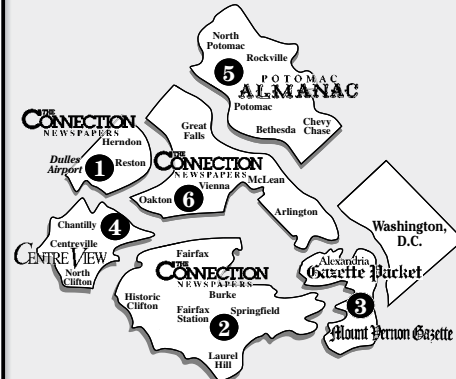 North
Potomac
Rockville
5
POTOMAC
ALMANAC
Potomac
Bethesda
Chevy
Chase
THE
CONNECTION
NEWSPAPERS
Herndon
Dulles
Airport
1
Reston
Great
Falls
THE
CONNECTION
NEWSPAPERS
Vienna
McLean
Oakton
6
Arlington
Chantilly
4
Centreville
CENTRE VIEW
North
Clifton
Fairfax
THE
CONNECTION
NEWSPAPERS
Burke
Historic
Clifton
Fairfax
Station
2
Springfield
Laurel
Hill
Washington,
D.C.
Alexandria
Gazette Packet
3
Mount Vernon Gazette